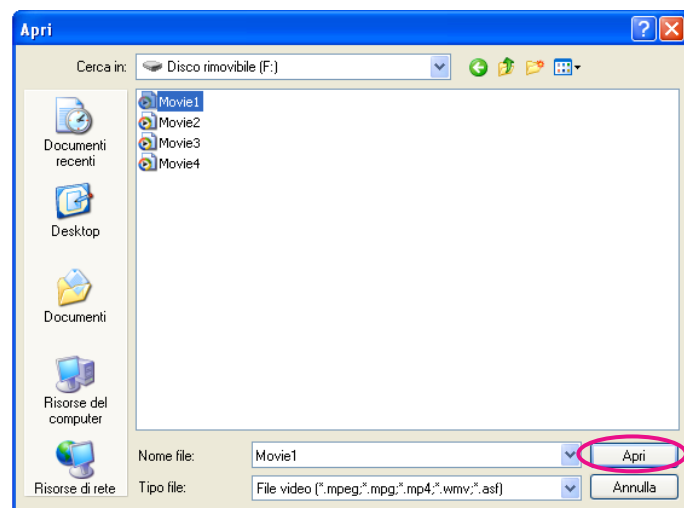 Apri
Cerca in: Disco rimovibile (F:)
Movie1
Movie2
Movie3
Movie4
Documenti
recenti
Desktop
Documenti
Risorse del
computer
Risorse di rete
Nome file: Movie1 Apri
Tipo file: File video (*.mpeg;*.mpg;*.mp4;*.wmv;*.asf) Annulla